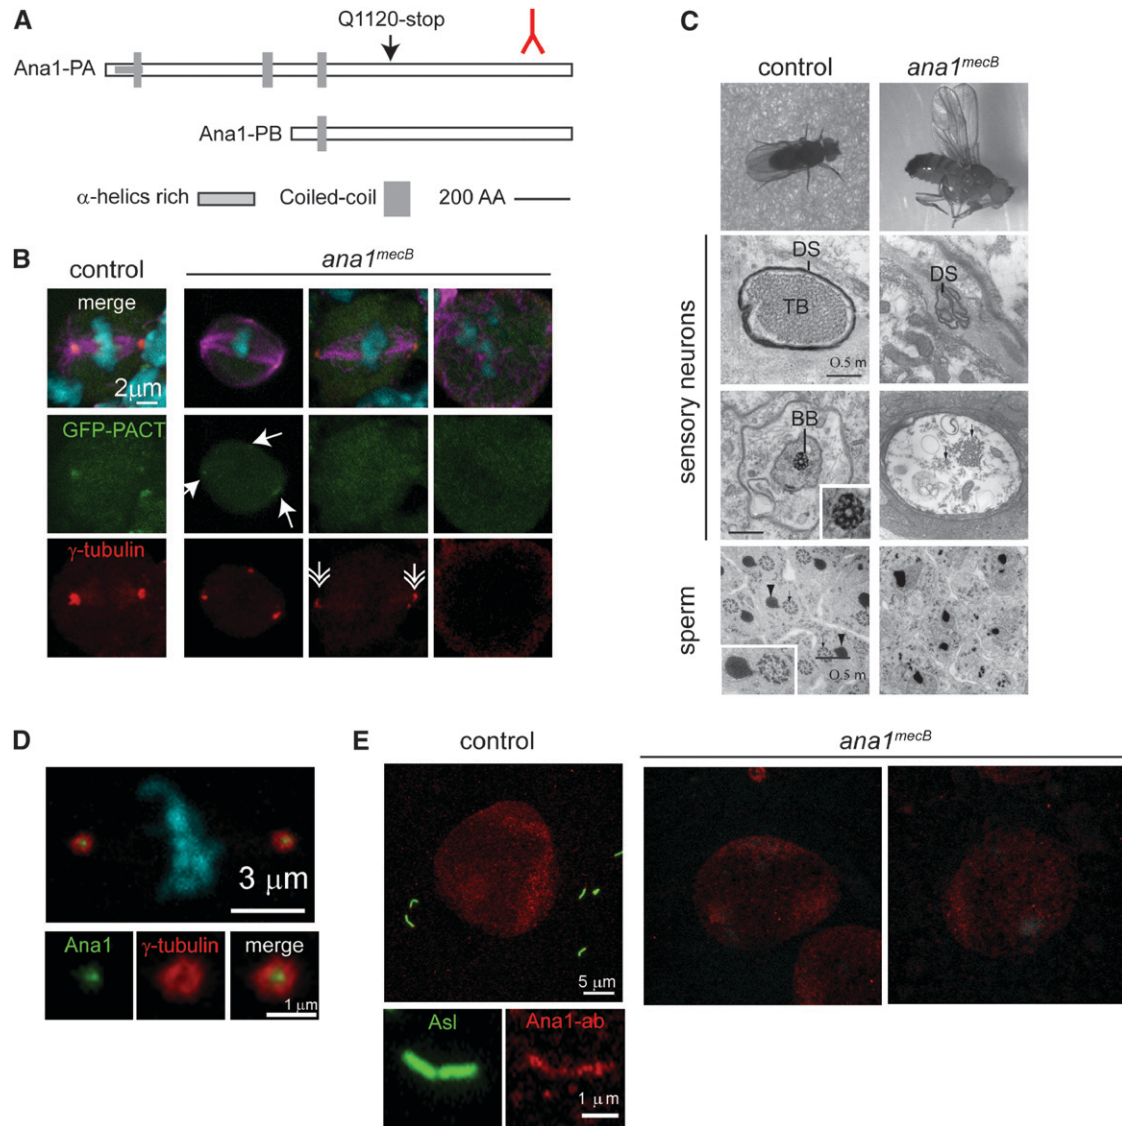 A
Q1120-stop
Ana1-PA
Ana1-PB
α-helics rich
Coiled-coil
200 AA
B
control
ana1mecB
merge
2μm
GFP-PACT
γ-tubulin
C
control
ana1mecB
sensory neurons
DS
TB
0.5 m
DS
BB
sperm
0.5 m
D
3 μm
Ana1
γ-tubulin
merge
1 μm
E
control
ana1mecB
5 μm
Asl
Ana1-ab
1 μm